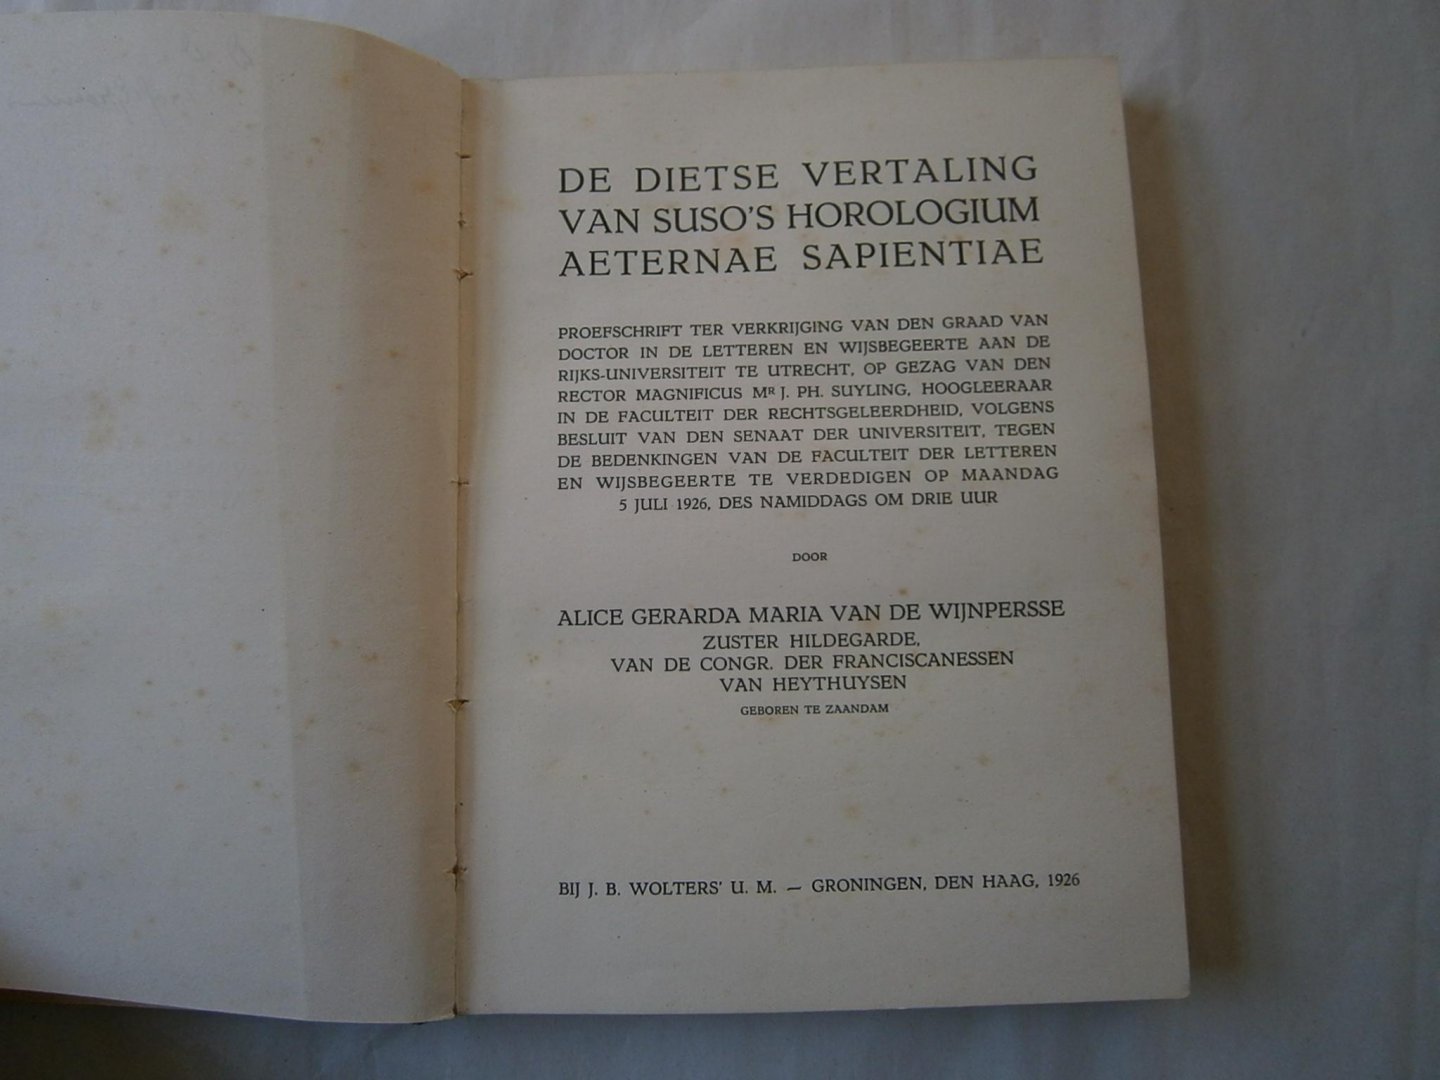 DE DIETSE VERTALING
VAN SUSO'S HOROLOGIUM
AETERNAE SAPIENTIAE
PROEFSCHRIFT TER VERKRIJGING VAN DEN GRAAD VAN
DOCTOR IN DE LETTEREN EN WIJSBEGEERTE AAN DE
RIJKS-UNIVERSITEIT TE UTRECHT, OP GEZAG VAN DEN
RECTOR MAGNIFICUS MR J. PH. SUYLING, HOOGLEERAAR
IN DE FACULTEIT DER RECHTSGELEERDHEID, VOLGENS
BESLUIT VAN DEN SENAAT DER UNIVERSITEIT, TEGEN
DE BEDENKINGEN VAN DE FACULTEIT DER LETTEREN
EN WIJSBEGEERTE TE VERDEDIGEN OP MAANDAG
5 JULI 1926, DES NAMIDDAGS OM DRIE UUR
DOOR
ALICE GERARDA MARIA VAN DE WIJNPERSSE
ZUSTER HILDEGARDE,
VAN DE CONGR. DER FRANCISCANESSEN
VAN HEYTHUYSEN
GEBOREN TE ZAANDAM
BIJ J. B. WOLTERS' U. M. — GRONINGEN, DEN HAAG, 1926